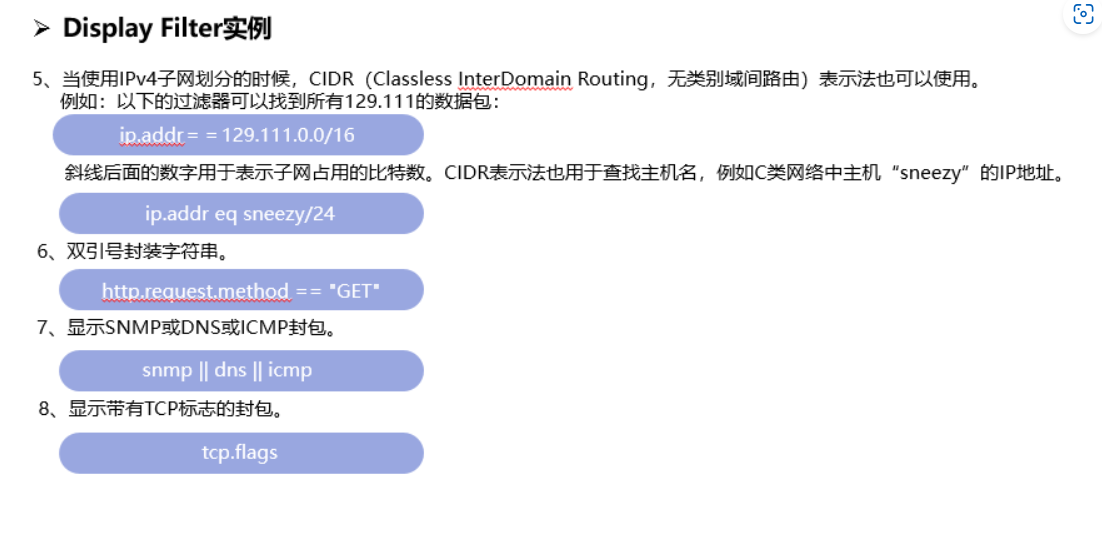 ➢ Display Filter实例
5、当使用IPv4子网划分的时候，CIDR（Classless InterDomain Routing，无类别域间路由）表示法也可以使用。
例如：以下的过滤器可以找到所有129.111的数据包：
ip.addr= = 129.111.0.0/16
斜线后面的数字用于表示子网占用的比特数。CIDR表示法也用于查找主机名，例如C类网络中主机“sneezy”的IP地址。
ip.addr eq sneezy/24
6、双引号封装字符串。
http.request.method == "GET"
7、显示SNMP或DNS或ICMP封包。
snmp || dns || icmp
8、显示带有TCP标志的封包。
tcp.flags